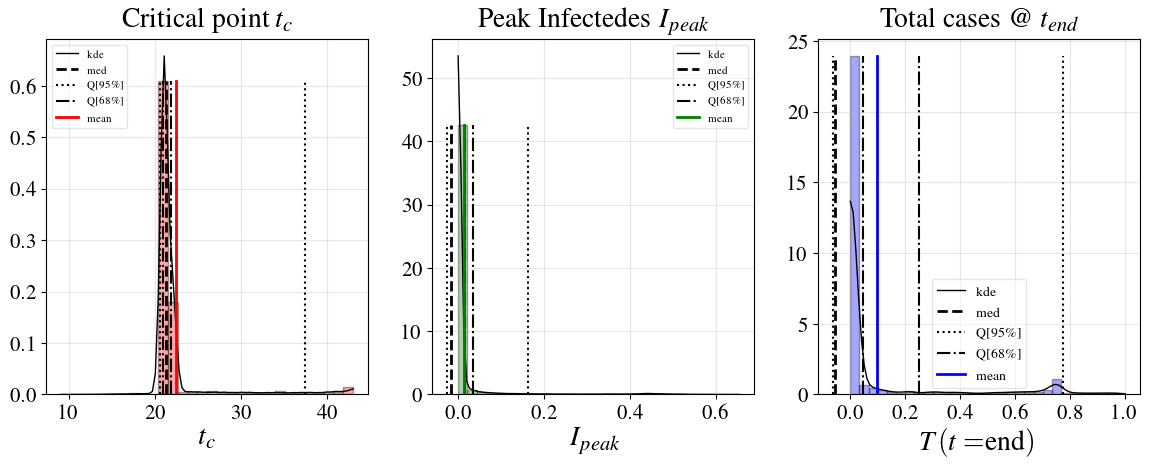 Critical point t_c
0.6
0.5
0.4
0.3
0.2
0.1
0.0
10
20
30
40
t_c
kde
med
Q[95%]
Q[68%]
mean
Peak Infectedes I_peak
50
40
30
20
10
0
0.0
0.2
0.4
0.6
I_peak
kde
med
Q[95%]
Q[68%]
mean
Total cases @ t_end
25
20
15
10
5
0
0.0
0.2
0.4
0.6
0.8
1.0
T(t =end)
kde
med
Q[95%]
Q[68%]
mean